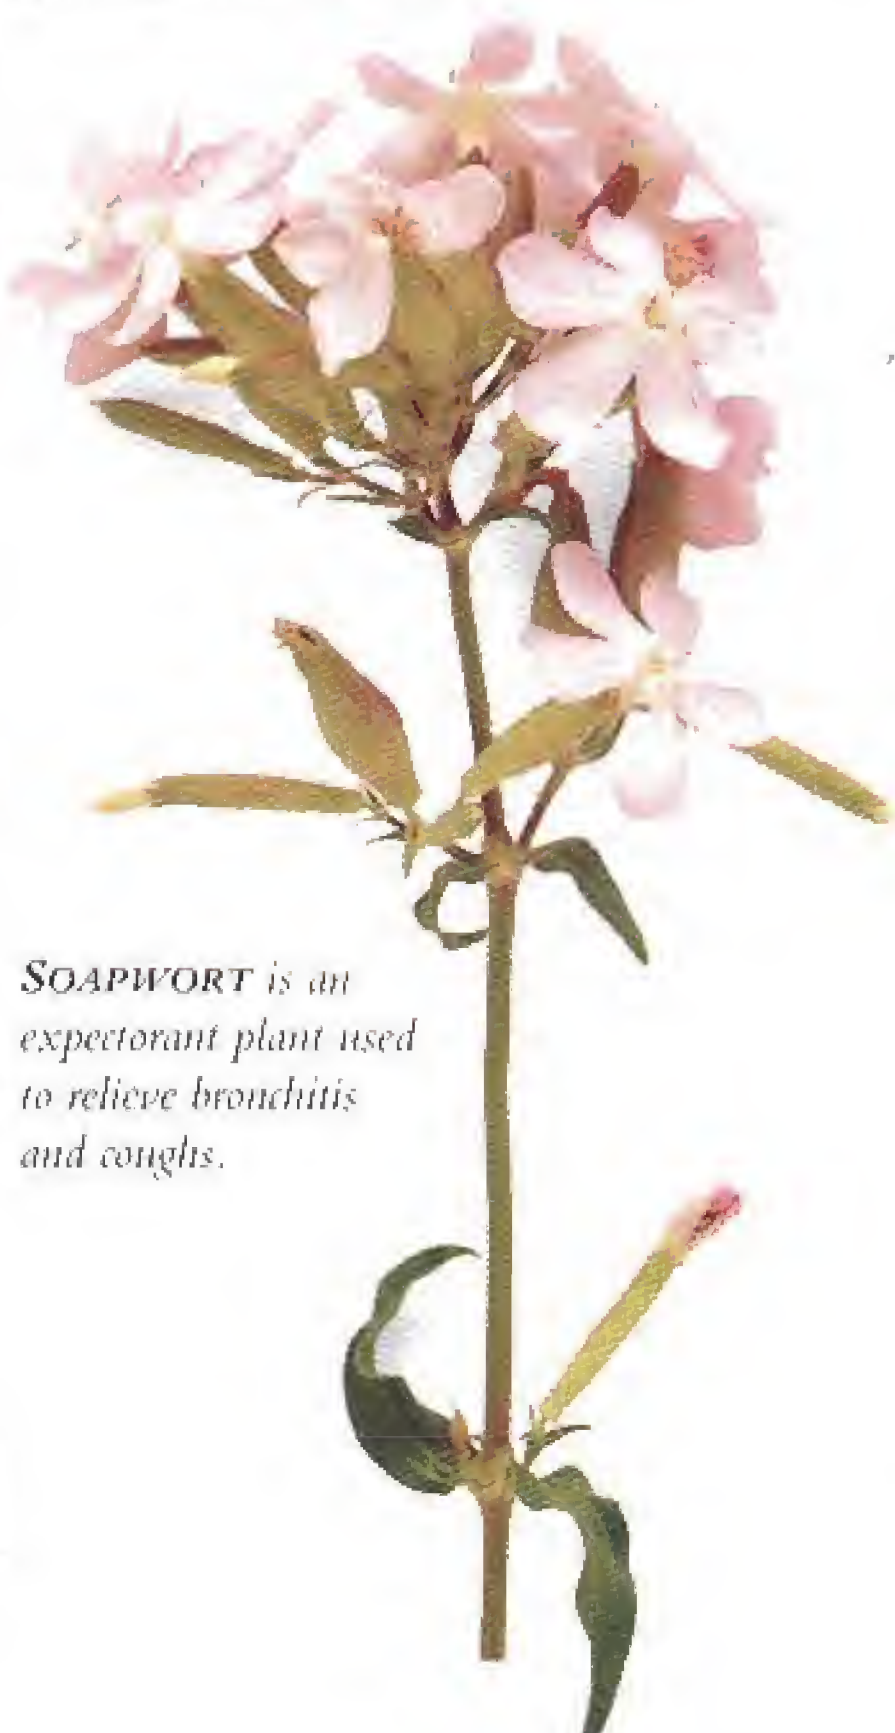 SOAPWORT is an
expectorant plant used
to relieve bronchitis
and coughs.